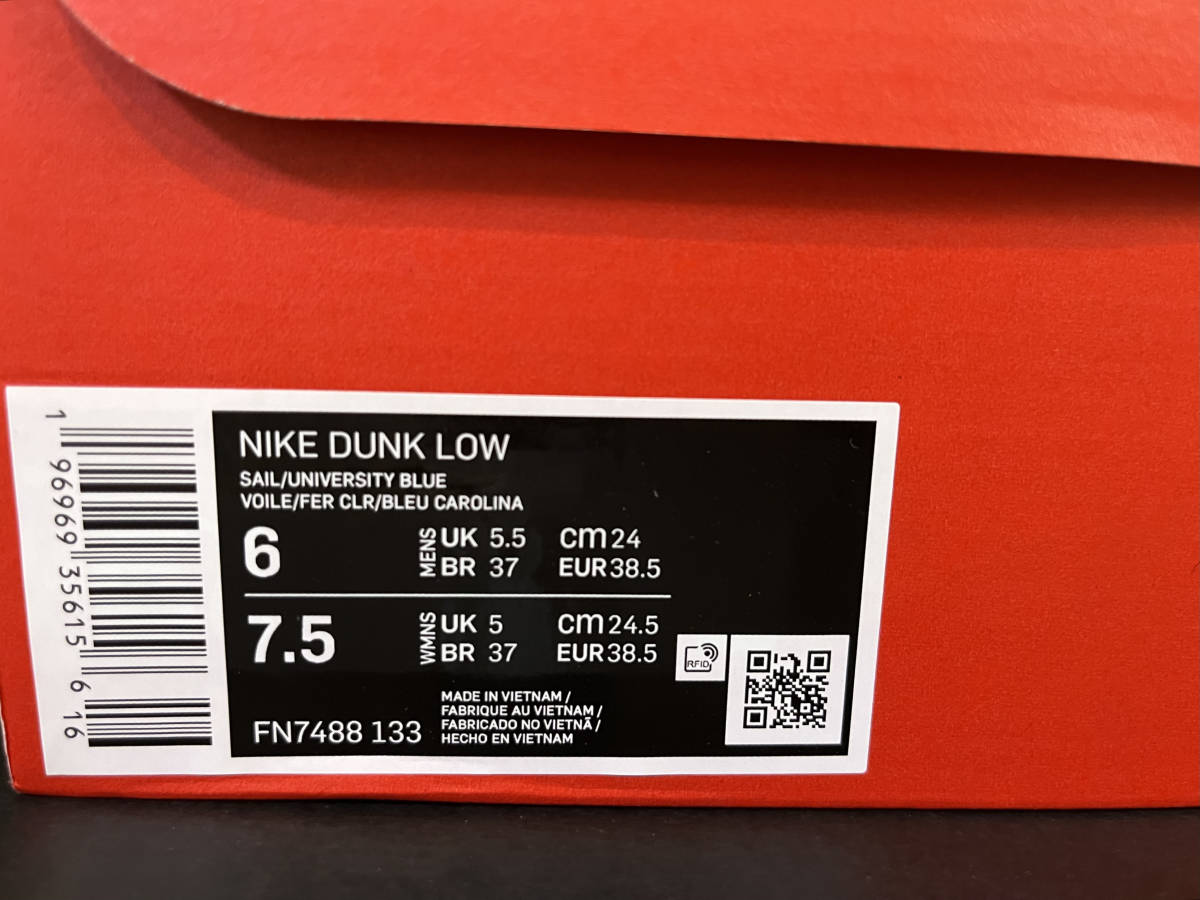 1 96969 35615 6 16
NIKE DUNK LOW
SAIL/UNIVERSITY BLUE
VOILE/FER CLR/BLEU CAROLINA
6 MENS UK 5.5 cm 24
BR 37 EUR 38.5
7.5 WMNS UK 5 cm 24.5
BR 37 EUR 38.5
RFID
FN7488 133
MADE IN VIETNAM /
FABRIQUE AU VIETNAM /
FABRICADO NO VIETNÃ /
HECHO EN VIETNAM